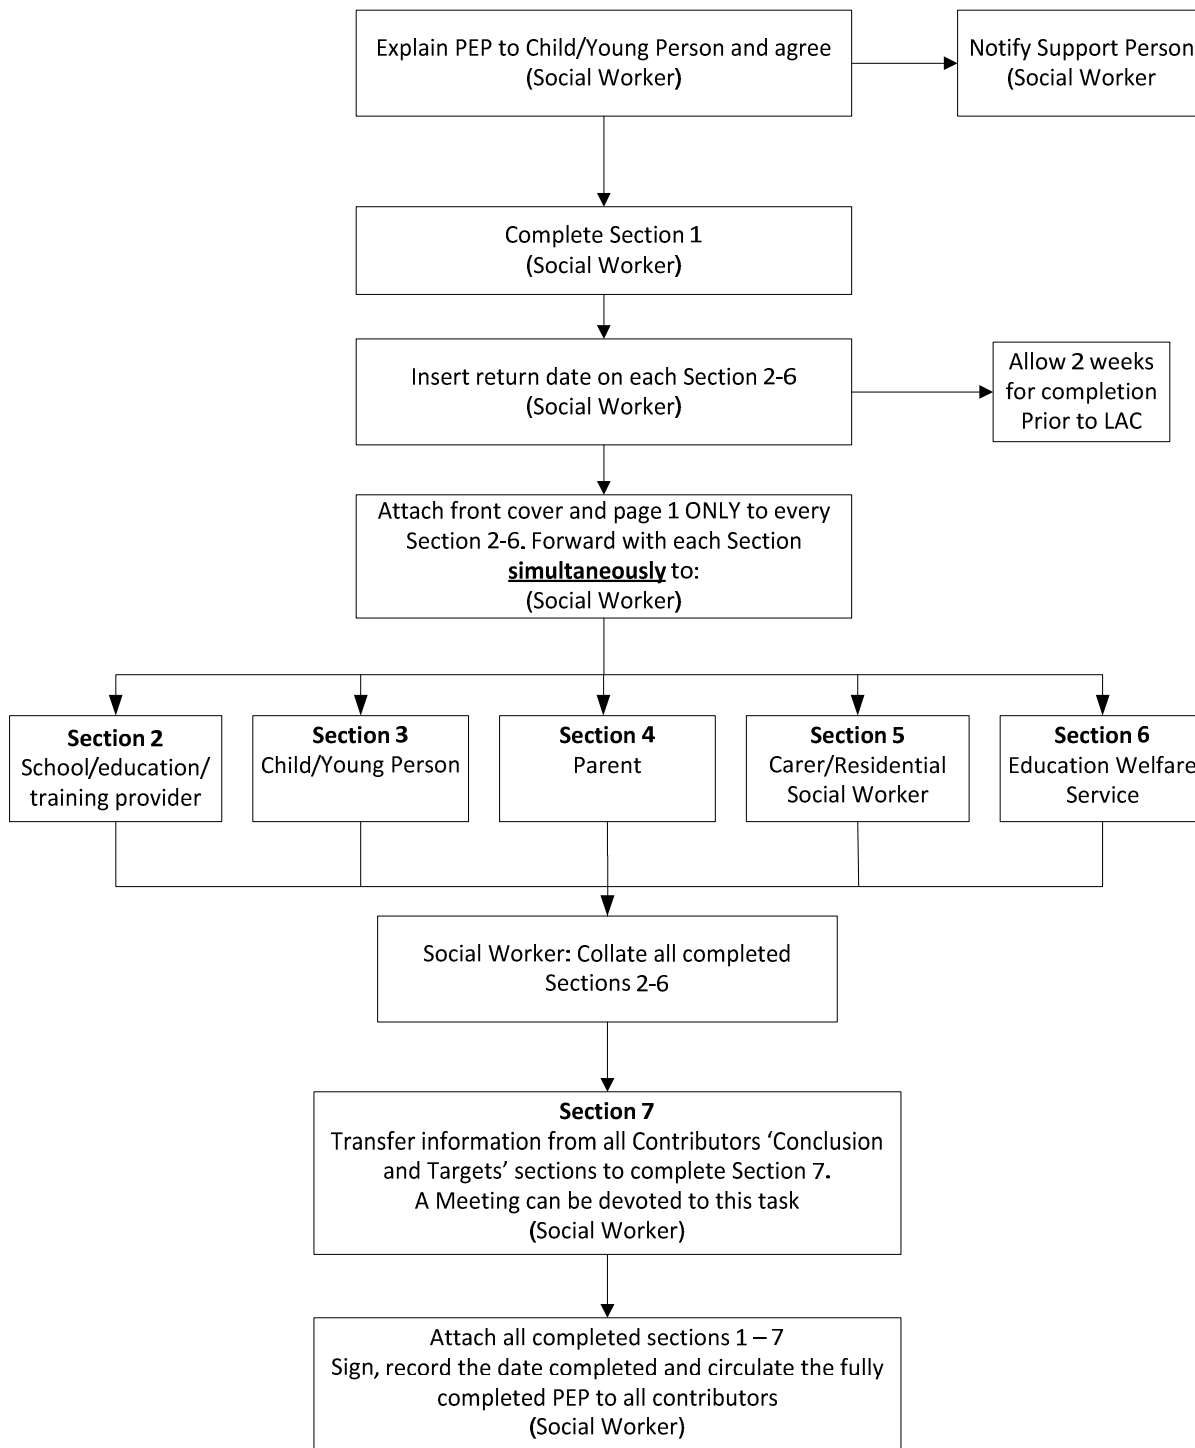 Explain PEP to Child/Young Person and agree
(Social Worker)
Notify Support Person
(Social Worker
Complete Section 1
(Social Worker)
Insert return date on each Section 2-6
(Social Worker)
Allow 2 weeks
for completion
Prior to LAC
Attach front cover and page 1 ONLY to every
Section 2-6. Forward with each Section
simultaneously to:
(Social Worker)
Section 2
School/education/
training provider
Section 3
Child/Young Person
Section 4
Parent
Section 5
Carer/Residential
Social Worker
Section 6
Education Welfare
Service
Social Worker: Collate all completed
Sections 2-6
Section 7
Transfer information from all Contributors ‘Conclusion
and Targets’ sections to complete Section 7.
A Meeting can be devoted to this task
(Social Worker)
Attach all completed sections 1 – 7
Sign, record the date completed and circulate the fully
completed PEP to all contributors
(Social Worker)